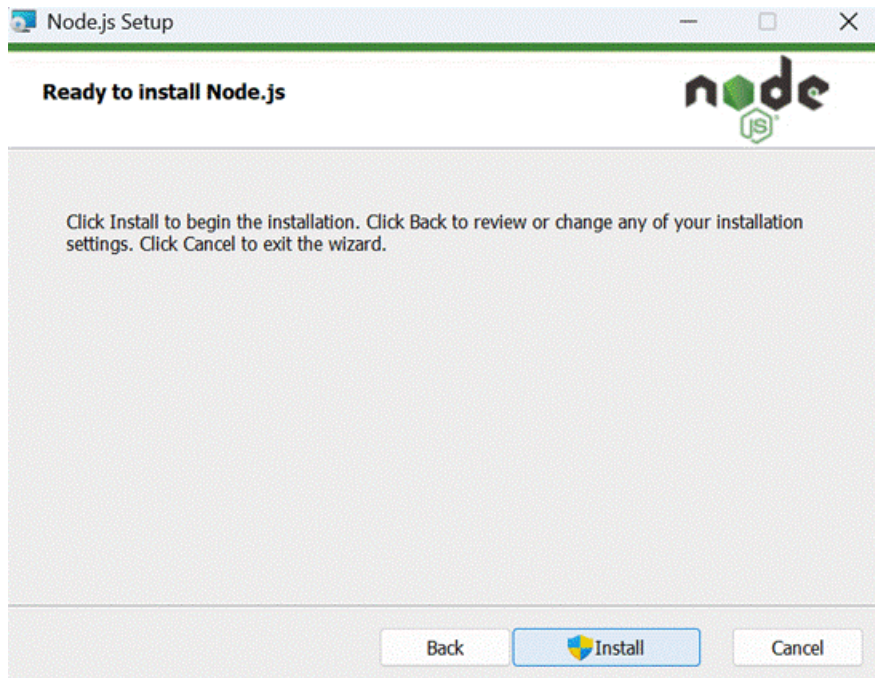 Node.js Setup
Ready to install Node.js
node
JS
Click Install to begin the installation. Click Back to review or change any of your installation
settings. Click Cancel to exit the wizard.
Back
Install
Cancel